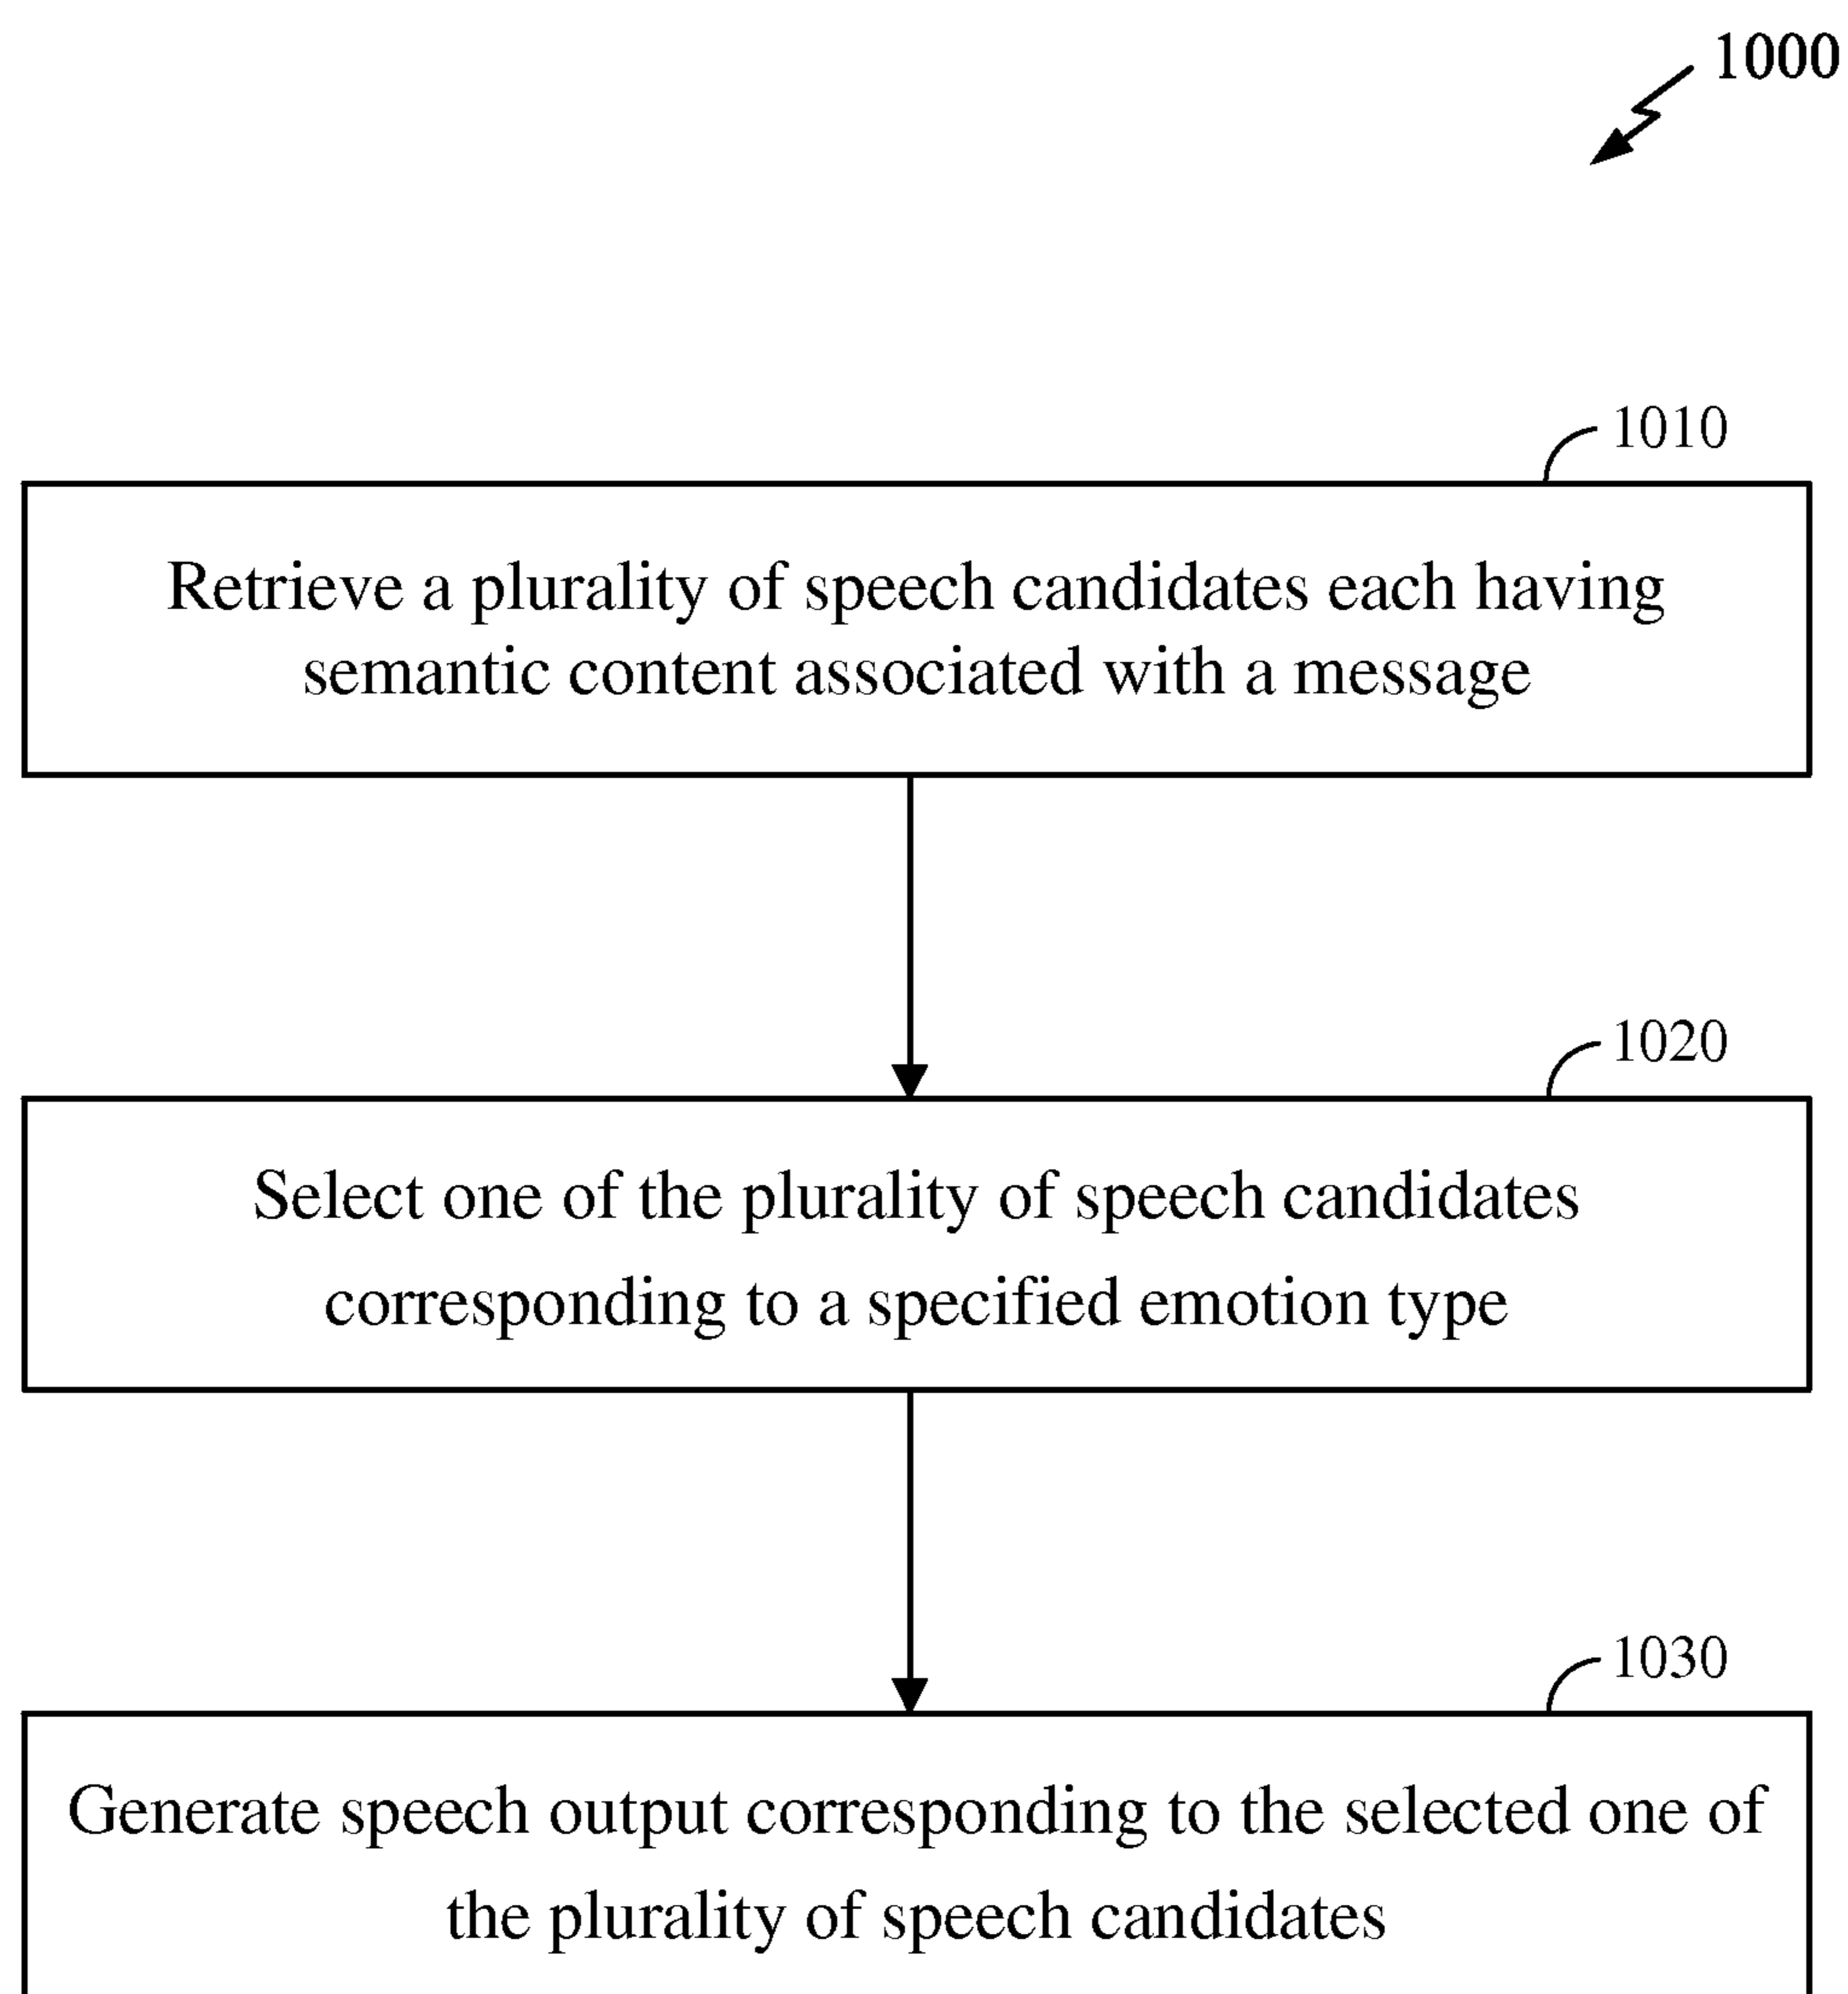 1000
1010
Retrieve a plurality of speech candidates each having
semantic content associated with a message
1020
Select one of the plurality of speech candidates
corresponding to a specified emotion type
1030
Generate speech output corresponding to the selected one of
the plurality of speech candidates